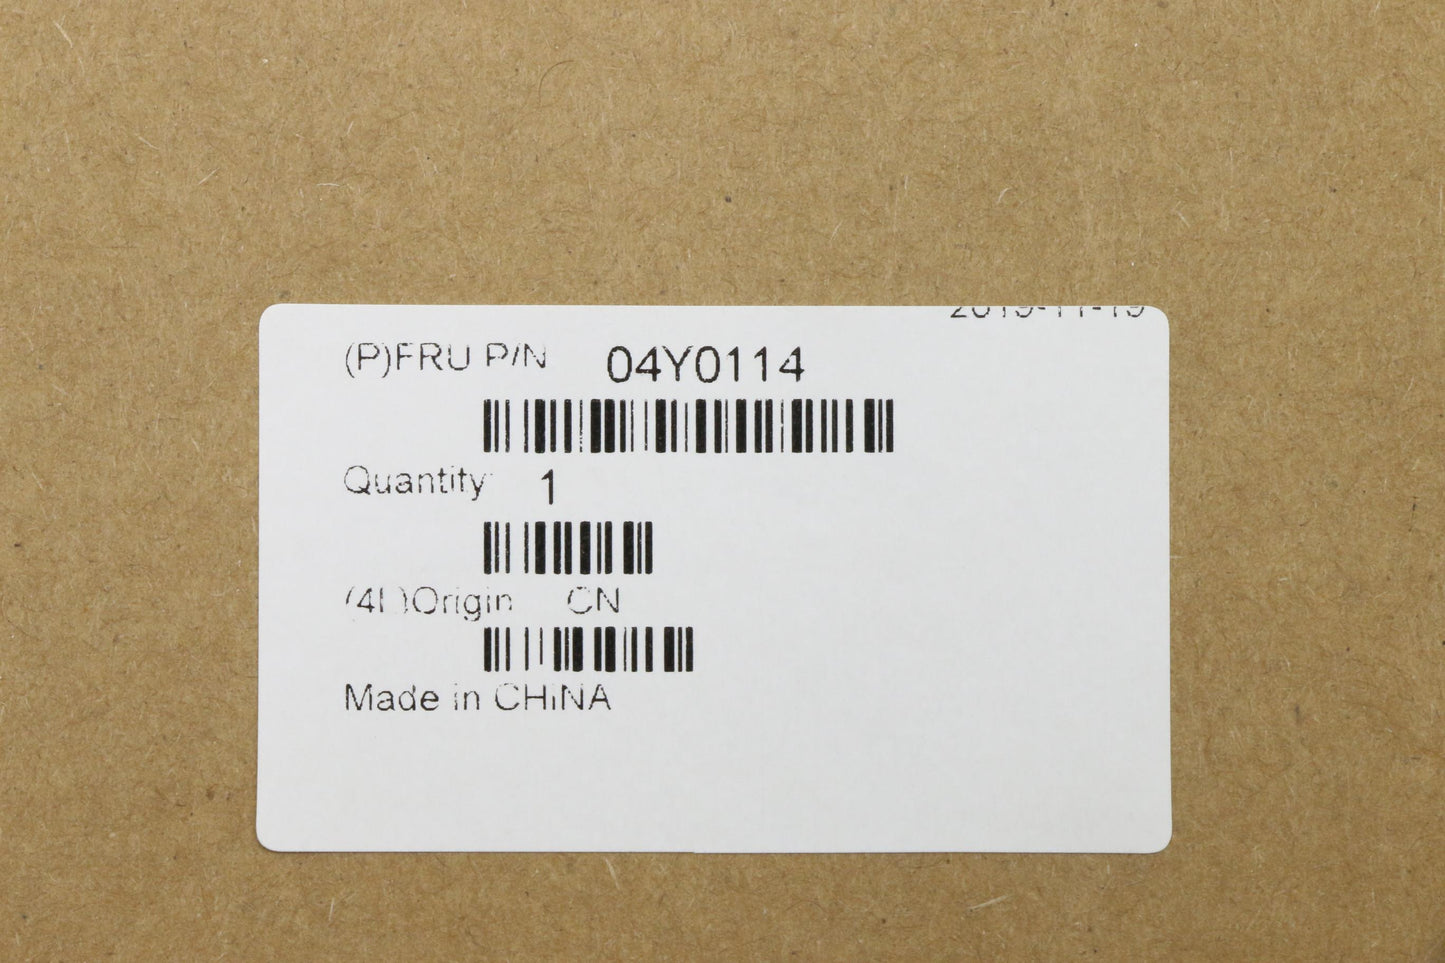 (P)FRU P/N 04Y0114
Quantity 1
(4L)Origin CN
Made in CHINA